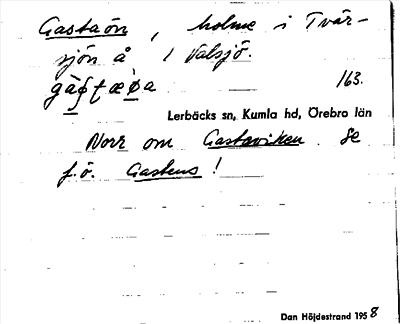 Gastaön, holme i Tvär-
sjön å / Valsjö.
163.
Lerbäcks sn, Kumla hd, Örebro län
Norr om Gastaviken. Se
f.ö. Gastens!
Dan Höjdestrand 1958